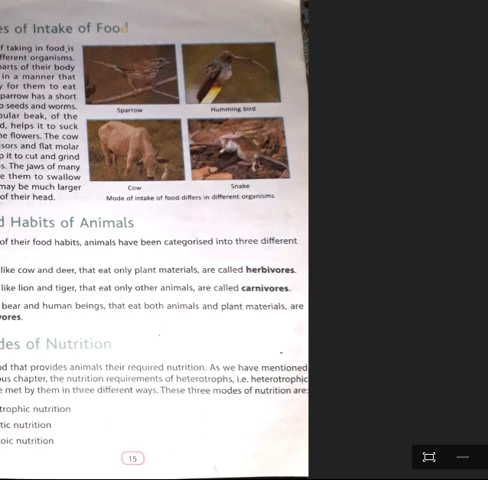 es of Intake of Food
f taking in food is
fferent organisms.
arts of their body
in a manner that
y for them to eat
parrow has a short
o seeds and worms.
bular beak, of the
d, helps it to suck
he flowers. The cow
sors and flat molar
p it to cut and grind
s. The jaws of many
e them to swallow
may be much larger
of their head.
Sparrow
Humming bird
Cow
Snake
Mode of intake of food differs in different organisms
d Habits of Animals
of their food habits, animals have been categorised into three different
like cow and deer, that eat only plant materials, are called herbivores.
like lion and tiger, that eat only other animals, are called carnivores.
bear and human beings, that eat both animals and plant materials, are
vores.
des of Nutrition
od that provides animals their required nutrition. As we have mentioned
ous chapter, the nutrition requirements of heterotrophs, i.e. heterotrophic
e met by them in three different ways. These three modes of nutrition are:
trophic nutrition
tic nutrition
oic nutrition
15